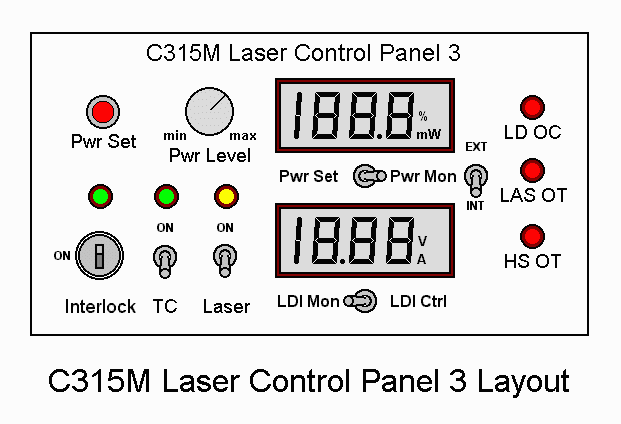 C315M Laser Control Panel 3
188.8 % mW
min max
Pwr Set
Pwr Level
LD OC
EXT
Pwr Set Pwr Mon
INT
LAS OT
ON ON
18.88 V A
ON
HS OT
Interlock TC Laser
LDI Mon LDI Ctrl
C315M Laser Control Panel 3 Layout